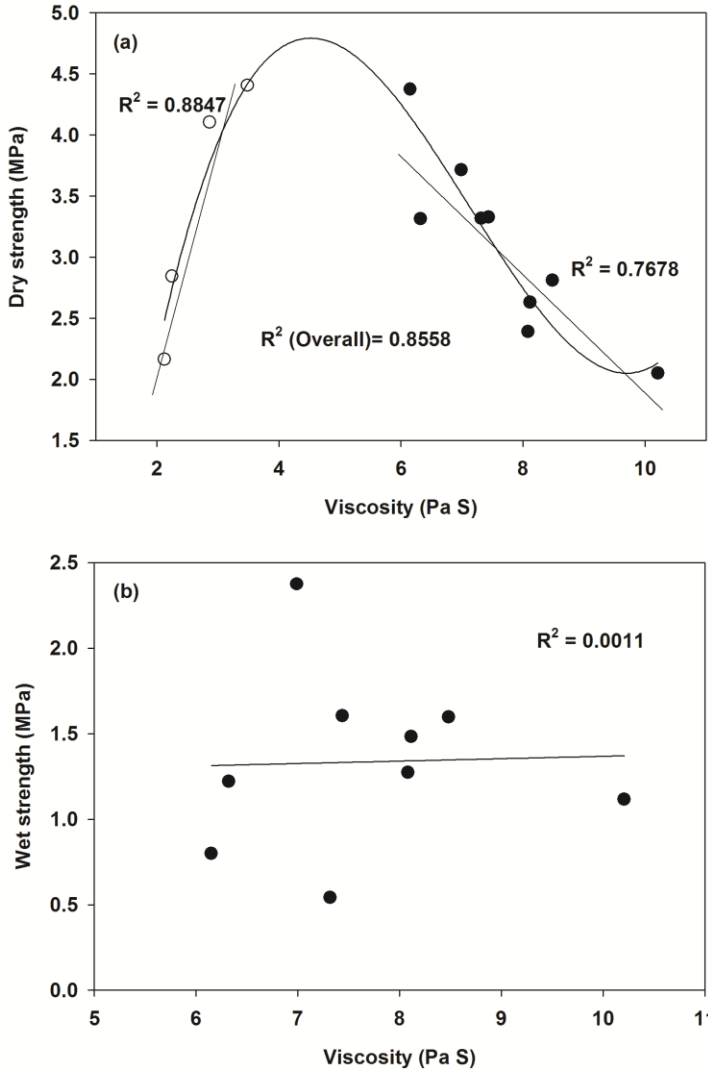 (a)
5.0
4.5
4.0
3.5
3.0
2.5
2.0
1.5
Dry strength (MPa)
R² = 0.8847
R² = 0.7678
R² (Overall)= 0.8558
2 4 6 8 10
Viscosity (Pa S)
(b)
2.5
2.0
1.5
1.0
0.5
0.0
Wet strength (MPa)
R² = 0.0011
5 6 7 8 9 10 11
Viscosity (Pa S)